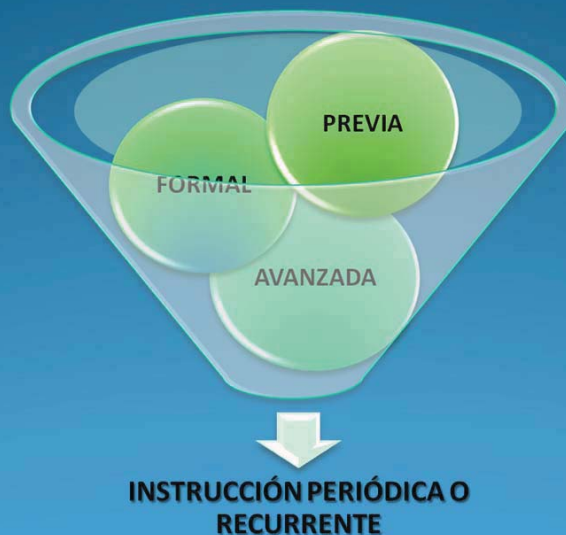 PREVIA
FORMAL
AVANZADA
INSTRUCCIÓN PERIÓDICA O
RECURRENTE